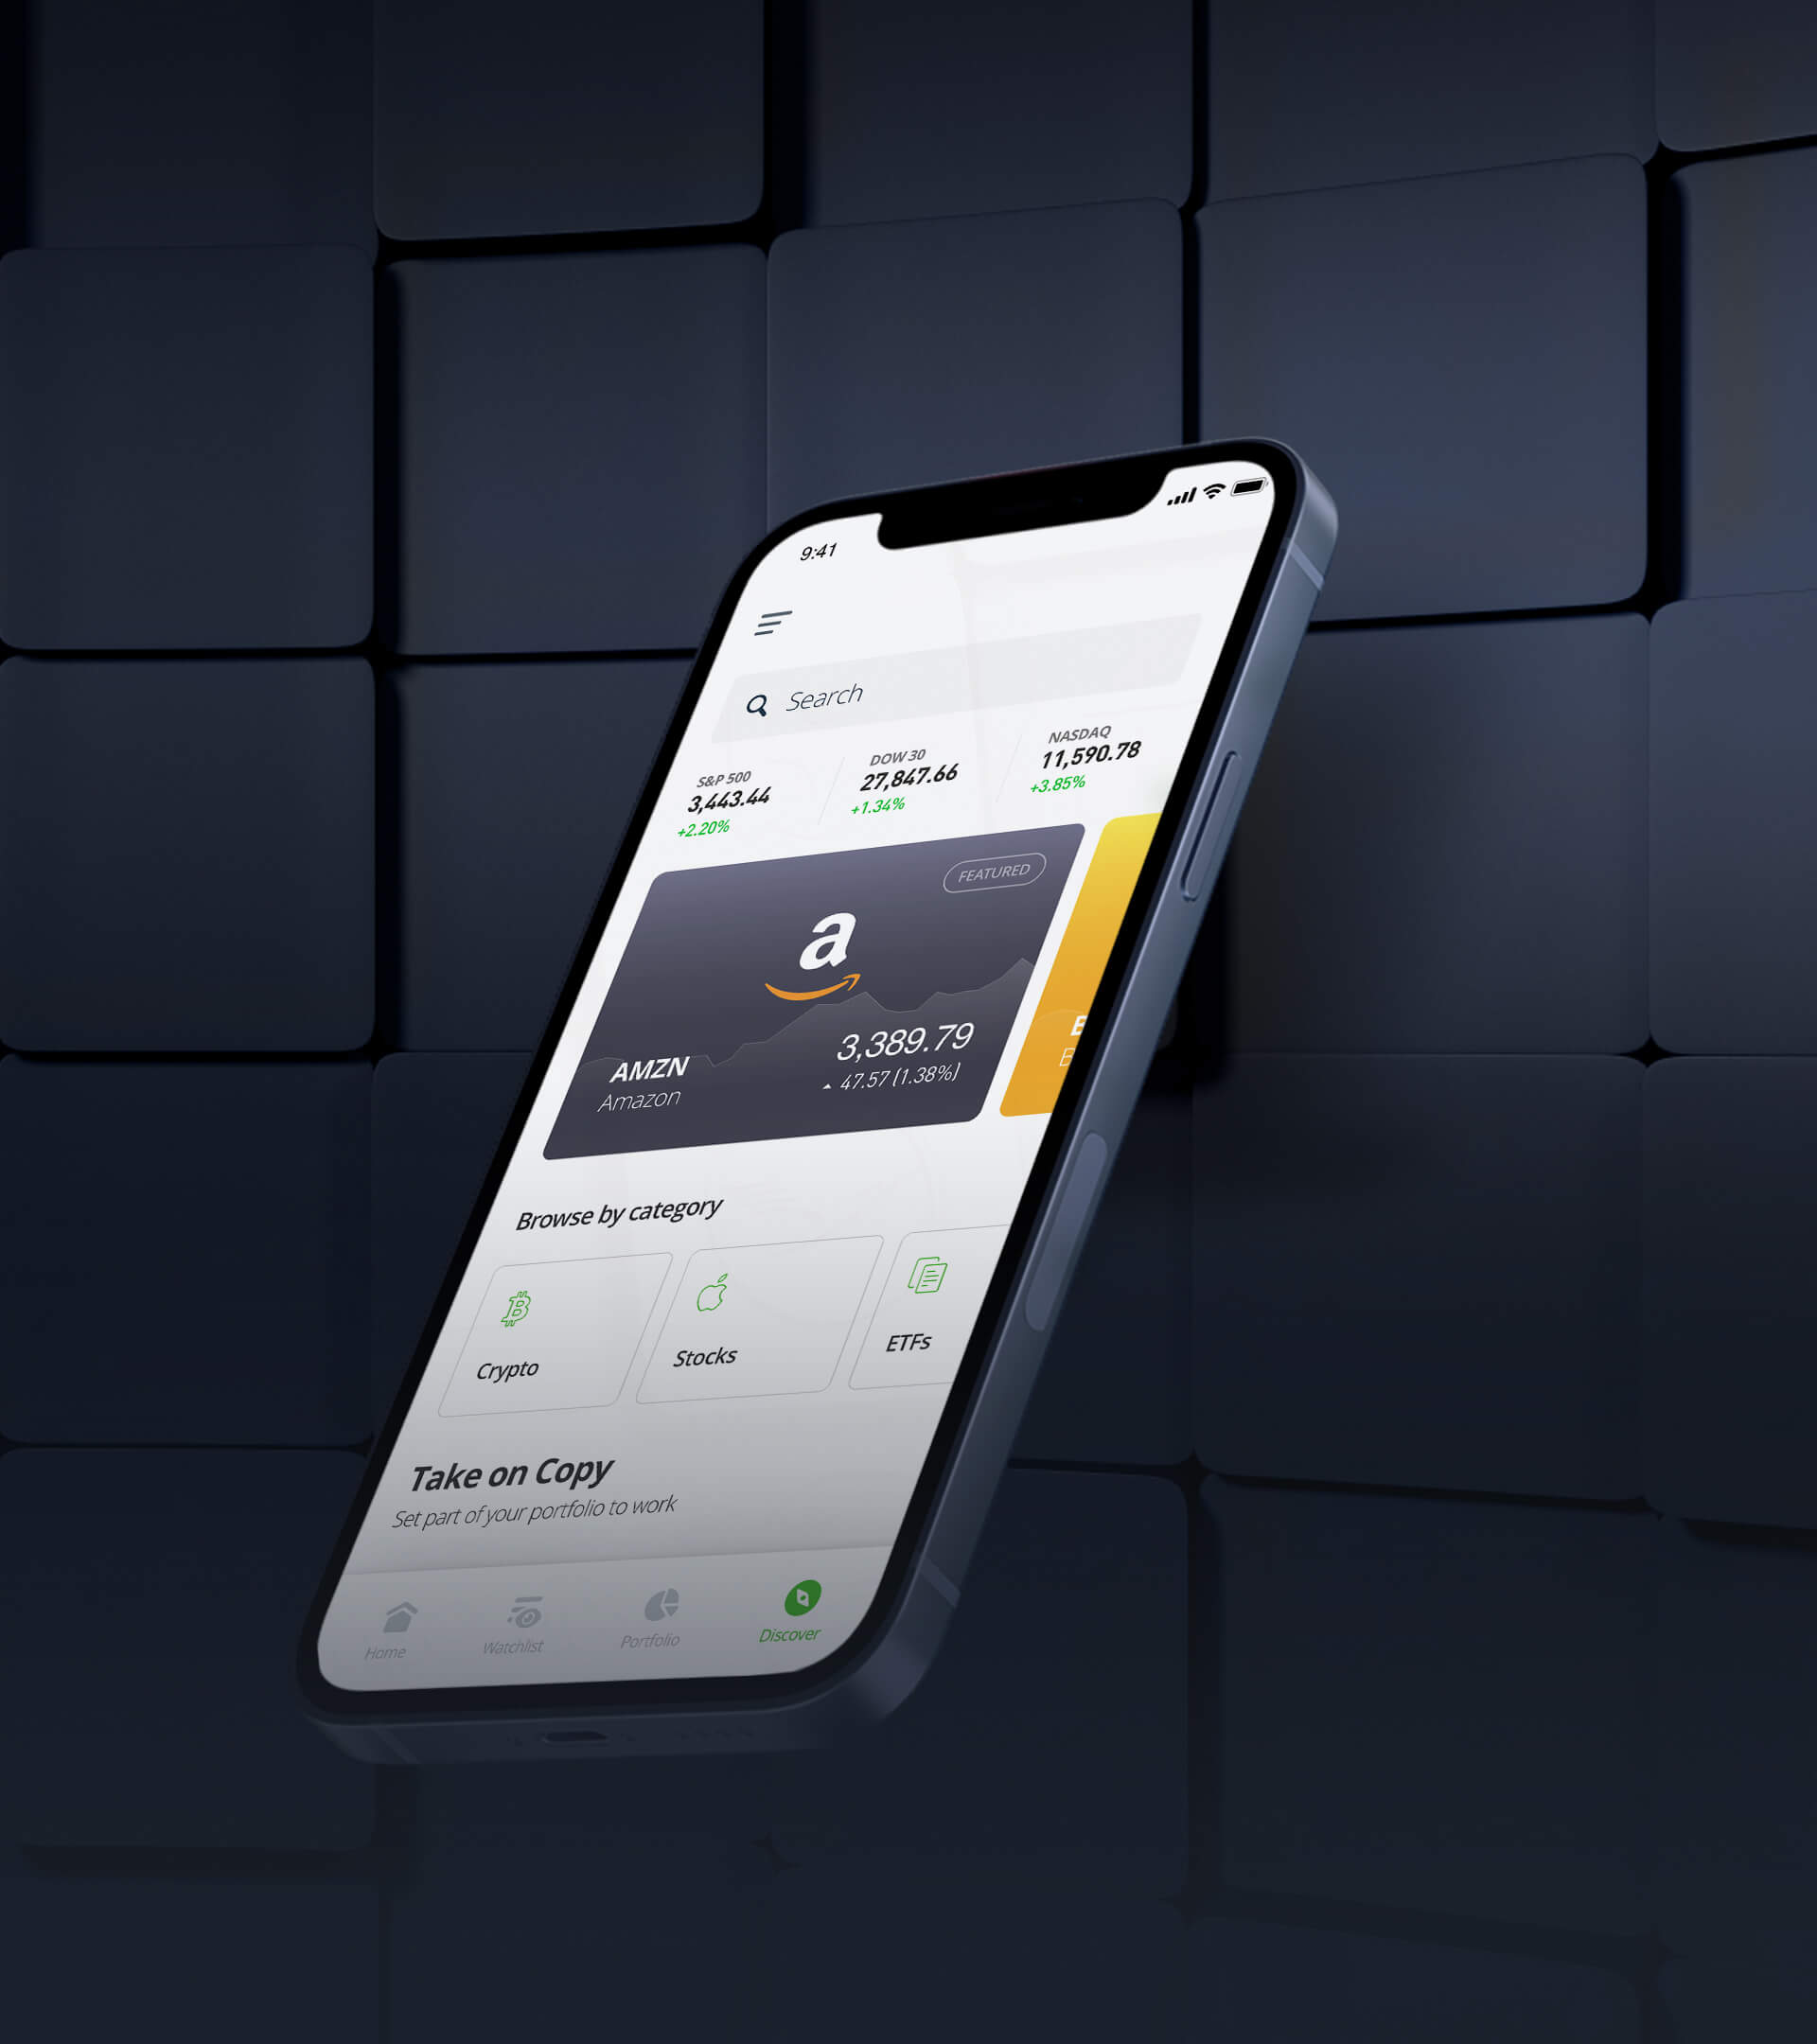 9:41
Search
S&P 500
3,443.44
+2.20%
DOW 30
27,847.66
+1.34%
NASDAQ
11,590.78
+3.85%
FEATURED
a
AMZN
Amazon
3,389.79
47.57 (1.38%)
Browse by category
Crypto
Stocks
ETFs
Take on Copy
Set part of your portfolio to work
Home
Watchlist
Portfolio
Discover